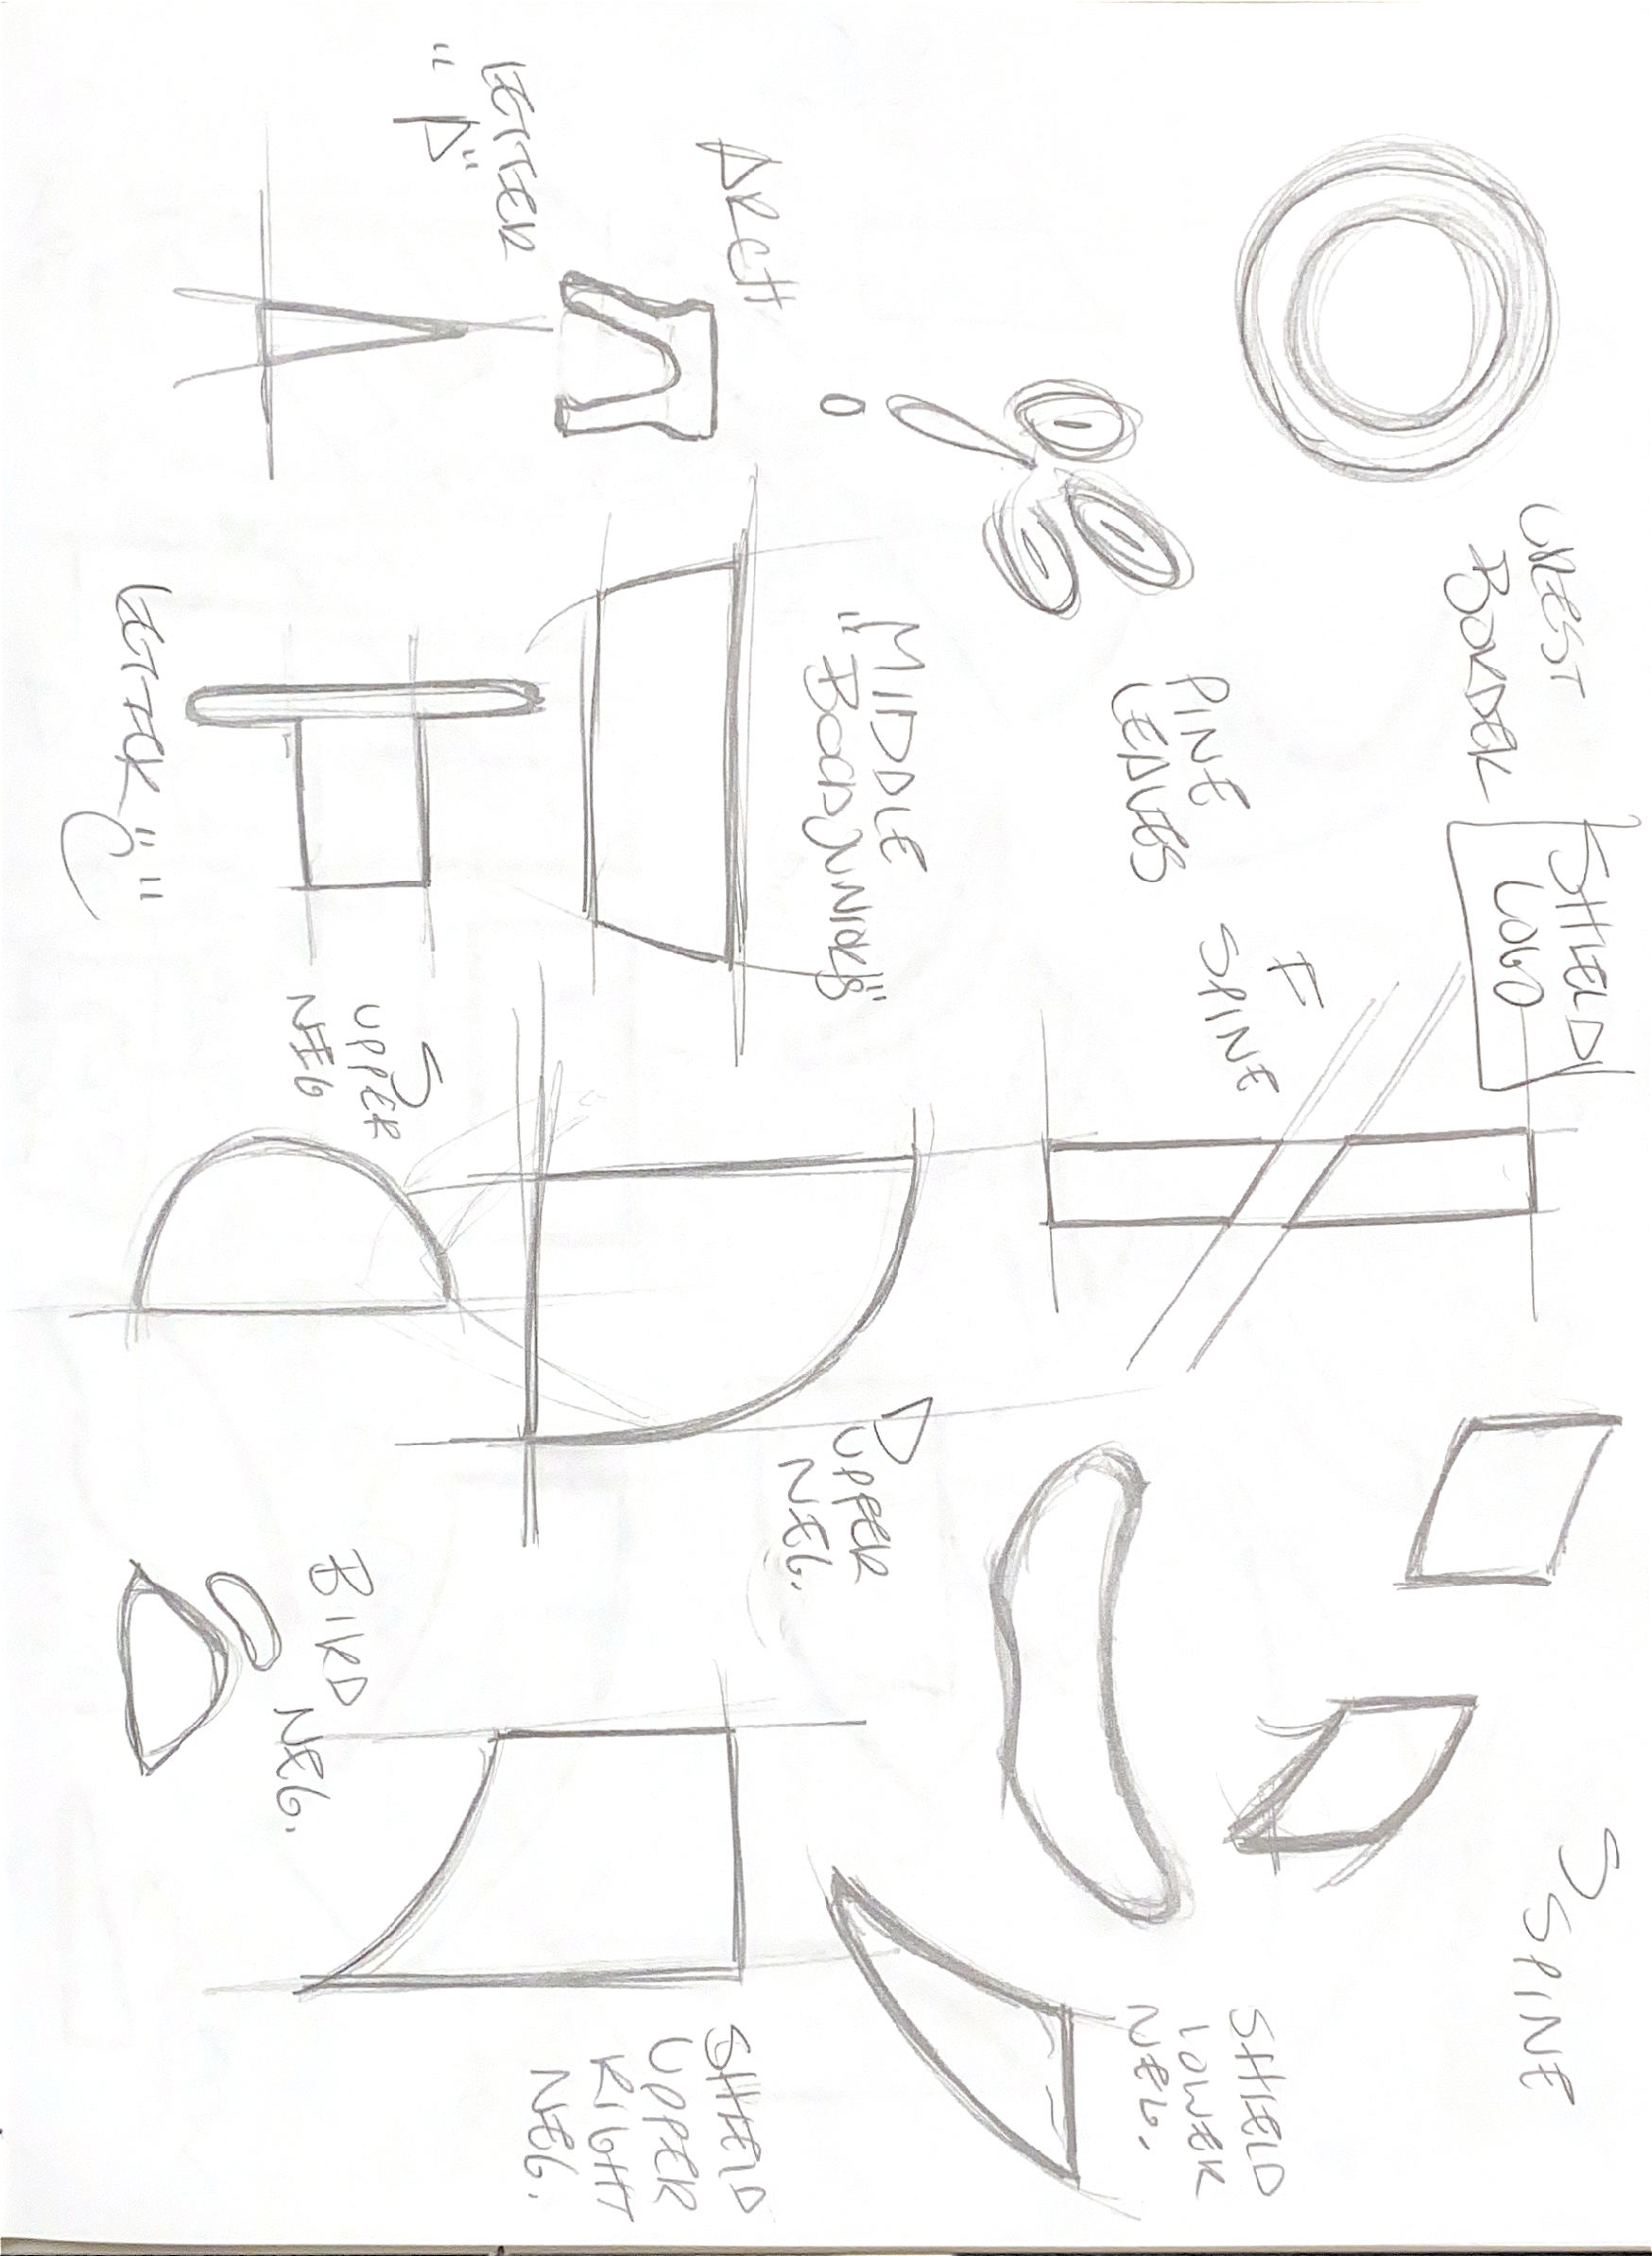 SHIELD
LOGO
CREST
BORDER
PINE
LEAVES
F
SPINE
S SPINE
ARCH
"MIDDLE
D
UPPER
NEG.
SHIELD
LOWER
NEG.
LETTER
"A"
LETTER
S
UPPER
NEG
BIRD
NEG.
SHIELD
UPPER
RIGHT
NEG.